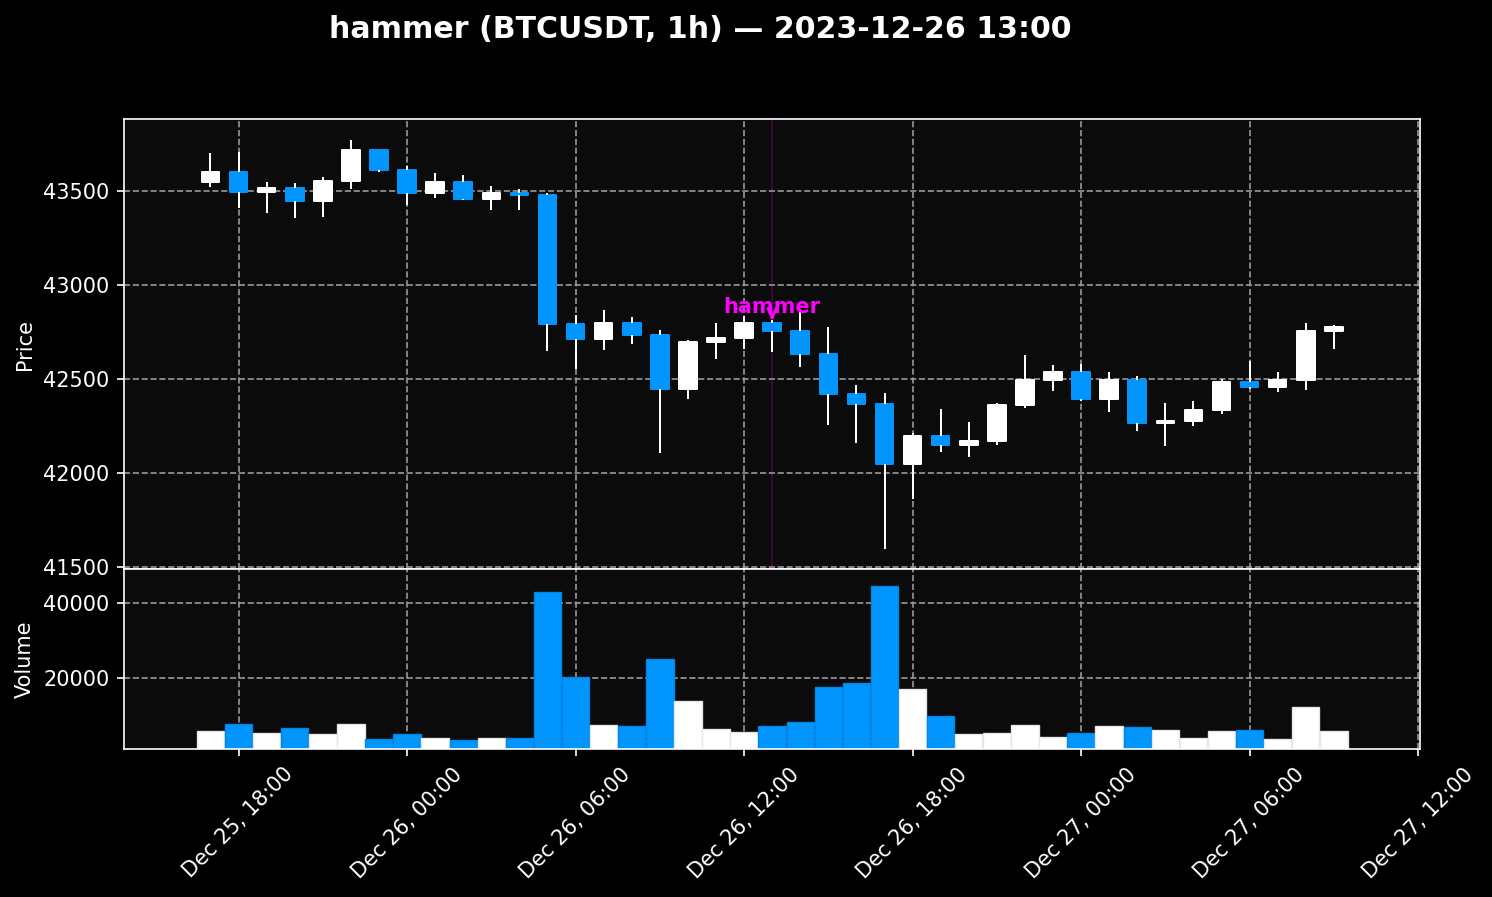 hammer (BTCUSDT, 1h) — 2023-12-26 13:00
43500
43000
42500
42000
41500
Price
hammer
40000
20000
Volume
Dec 25, 18:00
Dec 26, 00:00
Dec 26, 06:00
Dec 26, 12:00
Dec 26, 18:00
Dec 27, 00:00
Dec 27, 06:00
Dec 27, 12:00